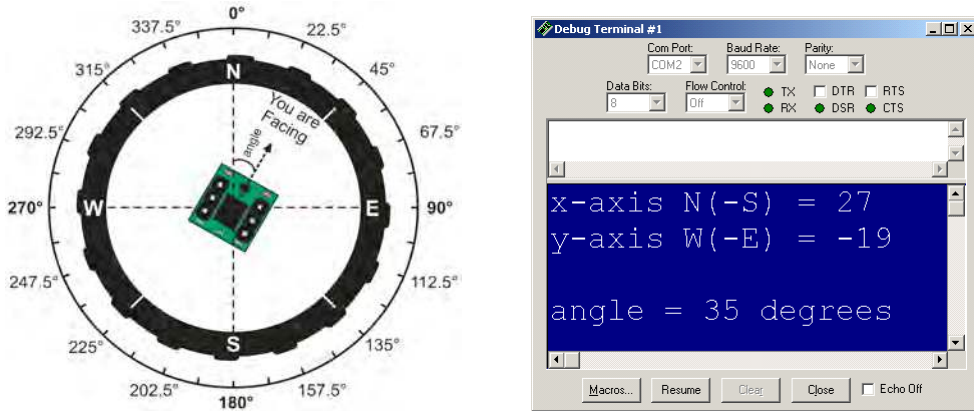 0°
22.5°
45°
67.5°
90°
112.5°
135°
157.5°
180°
202.5°
225°
247.5°
270°
292.5°
315°
337.5°
N
E
S
W
You are
Facing
angle
Debug Terminal #1
Com Port: Baud Rate: Parity:
COM2 9600 None
Data Bits: Flow Control: TX DTR RTS
8 Off RX DSR CTS
x-axis N(-S) = 27
y-axis W(-E) = -19
angle = 35 degrees
Macros... Resume Clear Close Echo Off